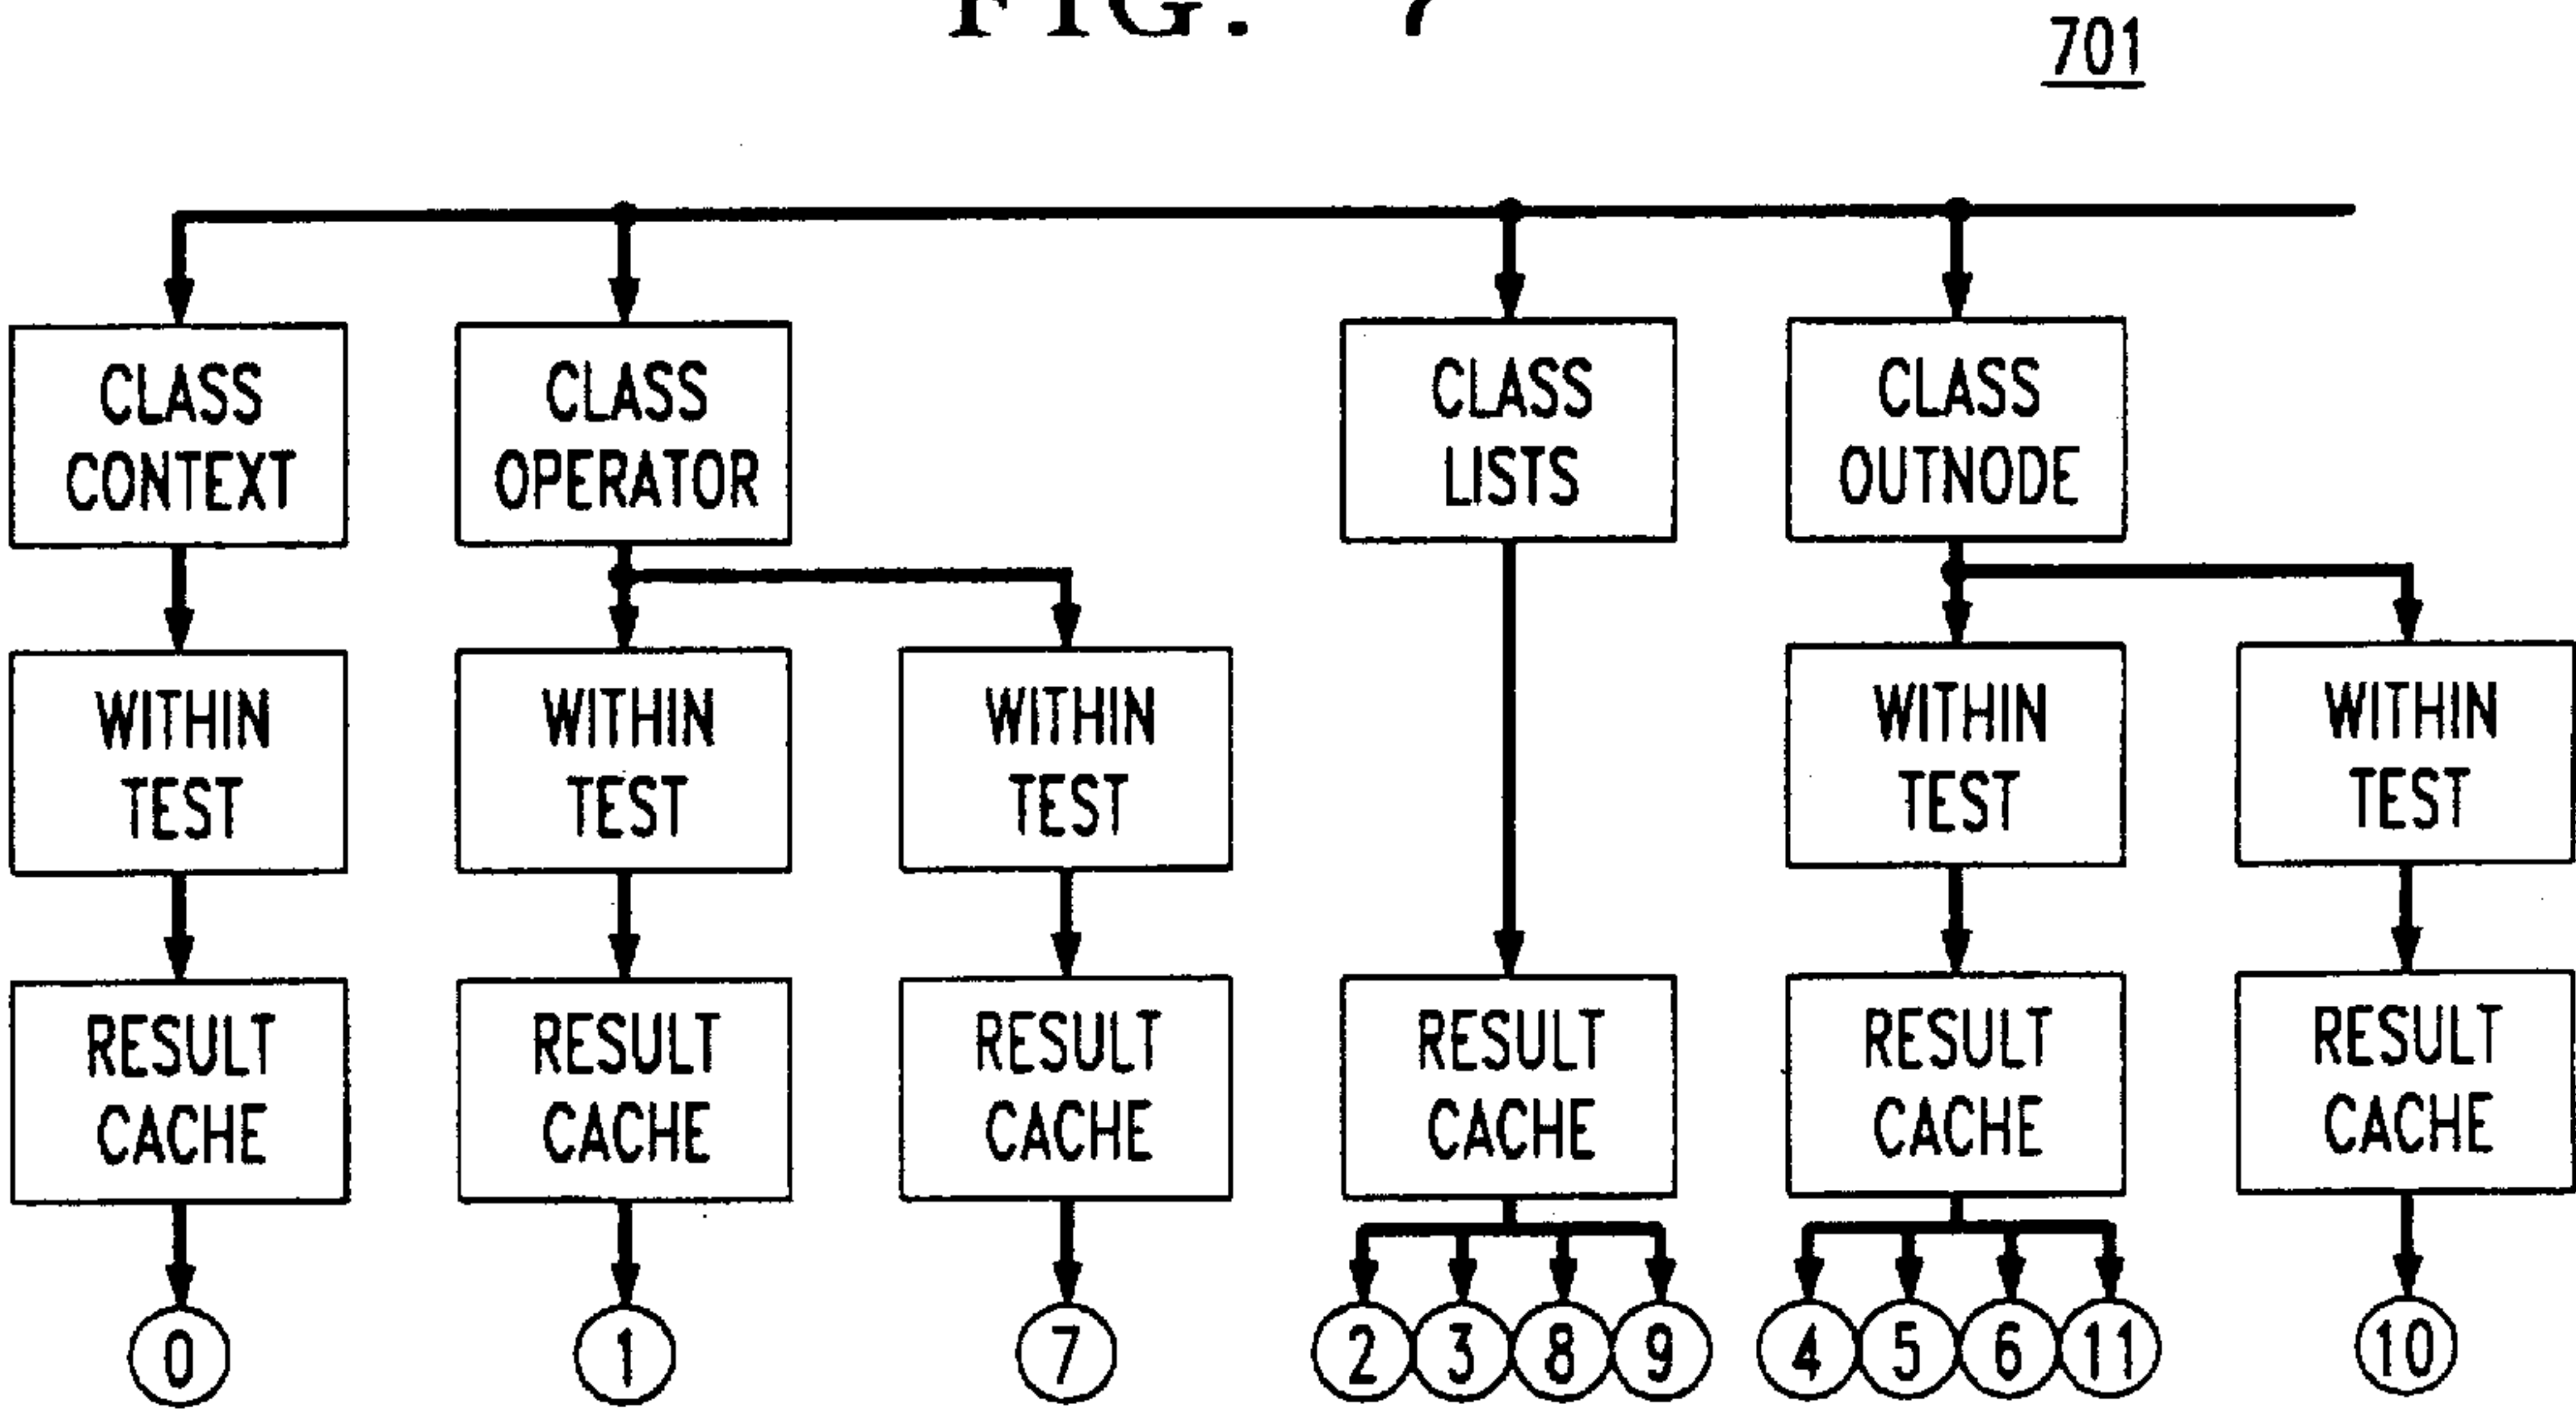 FIG. 7
701
CLASS
CONTEXT
CLASS
OPERATOR
CLASS
LISTS
CLASS
OUTNODE
WITHIN
TEST
WITHIN
TEST
WITHIN
TEST
WITHIN
TEST
WITHIN
TEST
RESULT
CACHE
RESULT
CACHE
RESULT
CACHE
RESULT
CACHE
RESULT
CACHE
RESULT
CACHE
0
1
7
2
3
8
9
4
5
6
11
10